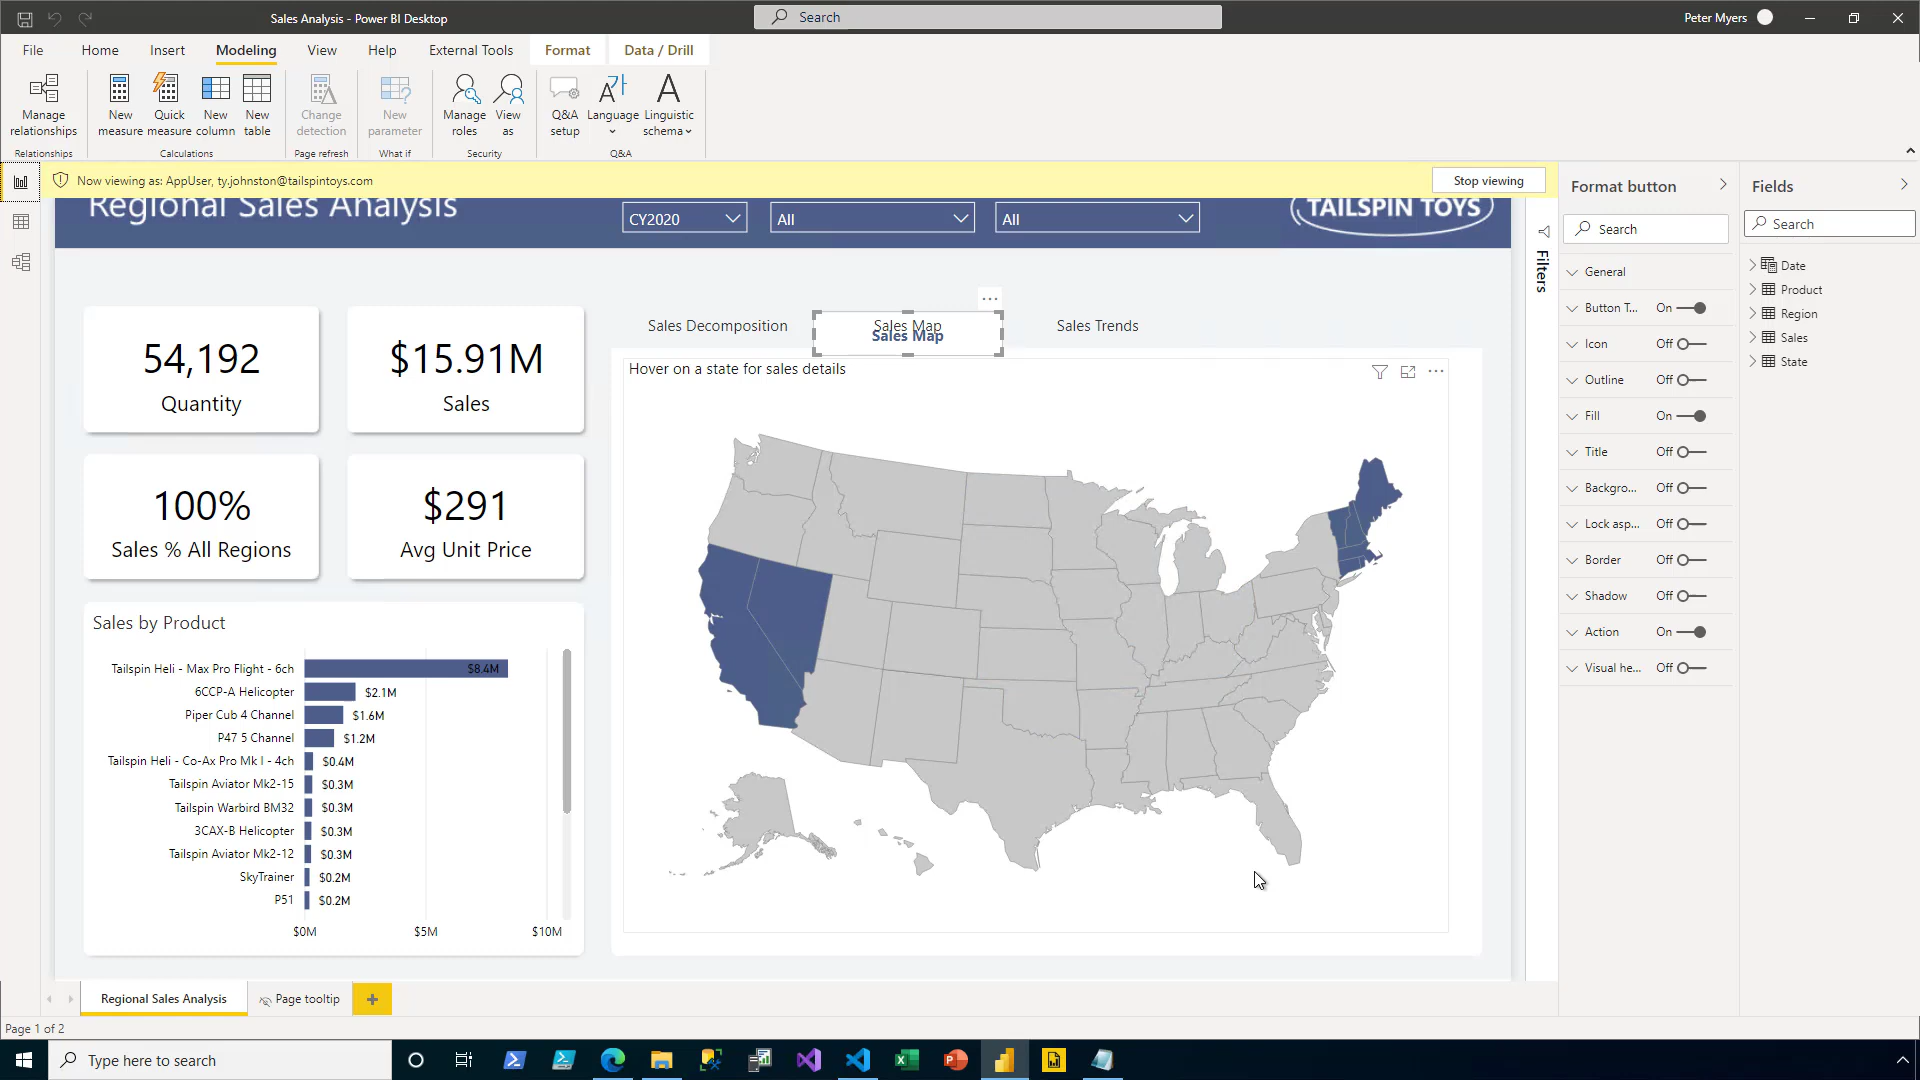 Sales Analysis - Power BI Desktop
Search
Peter Myers
File
Home
Insert
Modeling
View
Help
External Tools
Format
Data / Drill
Manage
relationships
New
measure
Quick
measure
New
column
New
table
Change
detection
New
parameter
Manage
roles
View
as
Q&A
setup
Language
Linguistic
schema
Relationships
Calculations
Page refresh
What if
Security
Q&A
Now viewing as: AppUser, ty.johnston@tailspintoys.com
Stop viewing
Regional Sales Analysis
CY2020
All
All
TAILSPIN TOYS
Filters
54,192
Quantity
$15.91M
Sales
100%
Sales % All Regions
$291
Avg Unit Price
Sales by Product
Tailspin Heli - Max Pro Flight - 6ch $8.4M
6CCP-A Helicopter $2.1M
Piper Cub 4 Channel $1.6M
P47 5 Channel $1.2M
Tailspin Heli - Co-Ax Pro Mk I - 4ch $0.4M
Tailspin Aviator Mk2-15 $0.3M
Tailspin Warbird BM32 $0.3M
3CAX-B Helicopter $0.3M
Tailspin Aviator Mk2-12 $0.3M
SkyTrainer $0.2M
P51 $0.2M
$0M $5M $10M
Sales Decomposition
Sales Map
Sales Map
Sales Trends
Hover on a state for sales details
Format button
Search
General
Button T... On
Icon Off
Outline Off
Fill On
Title Off
Backgro... Off
Lock asp... Off
Border Off
Shadow Off
Action On
Visual he... Off
Fields
Search
Date
Product
Region
Sales
State
Regional Sales Analysis
Page tooltip
Page 1 of 2
Type here to search